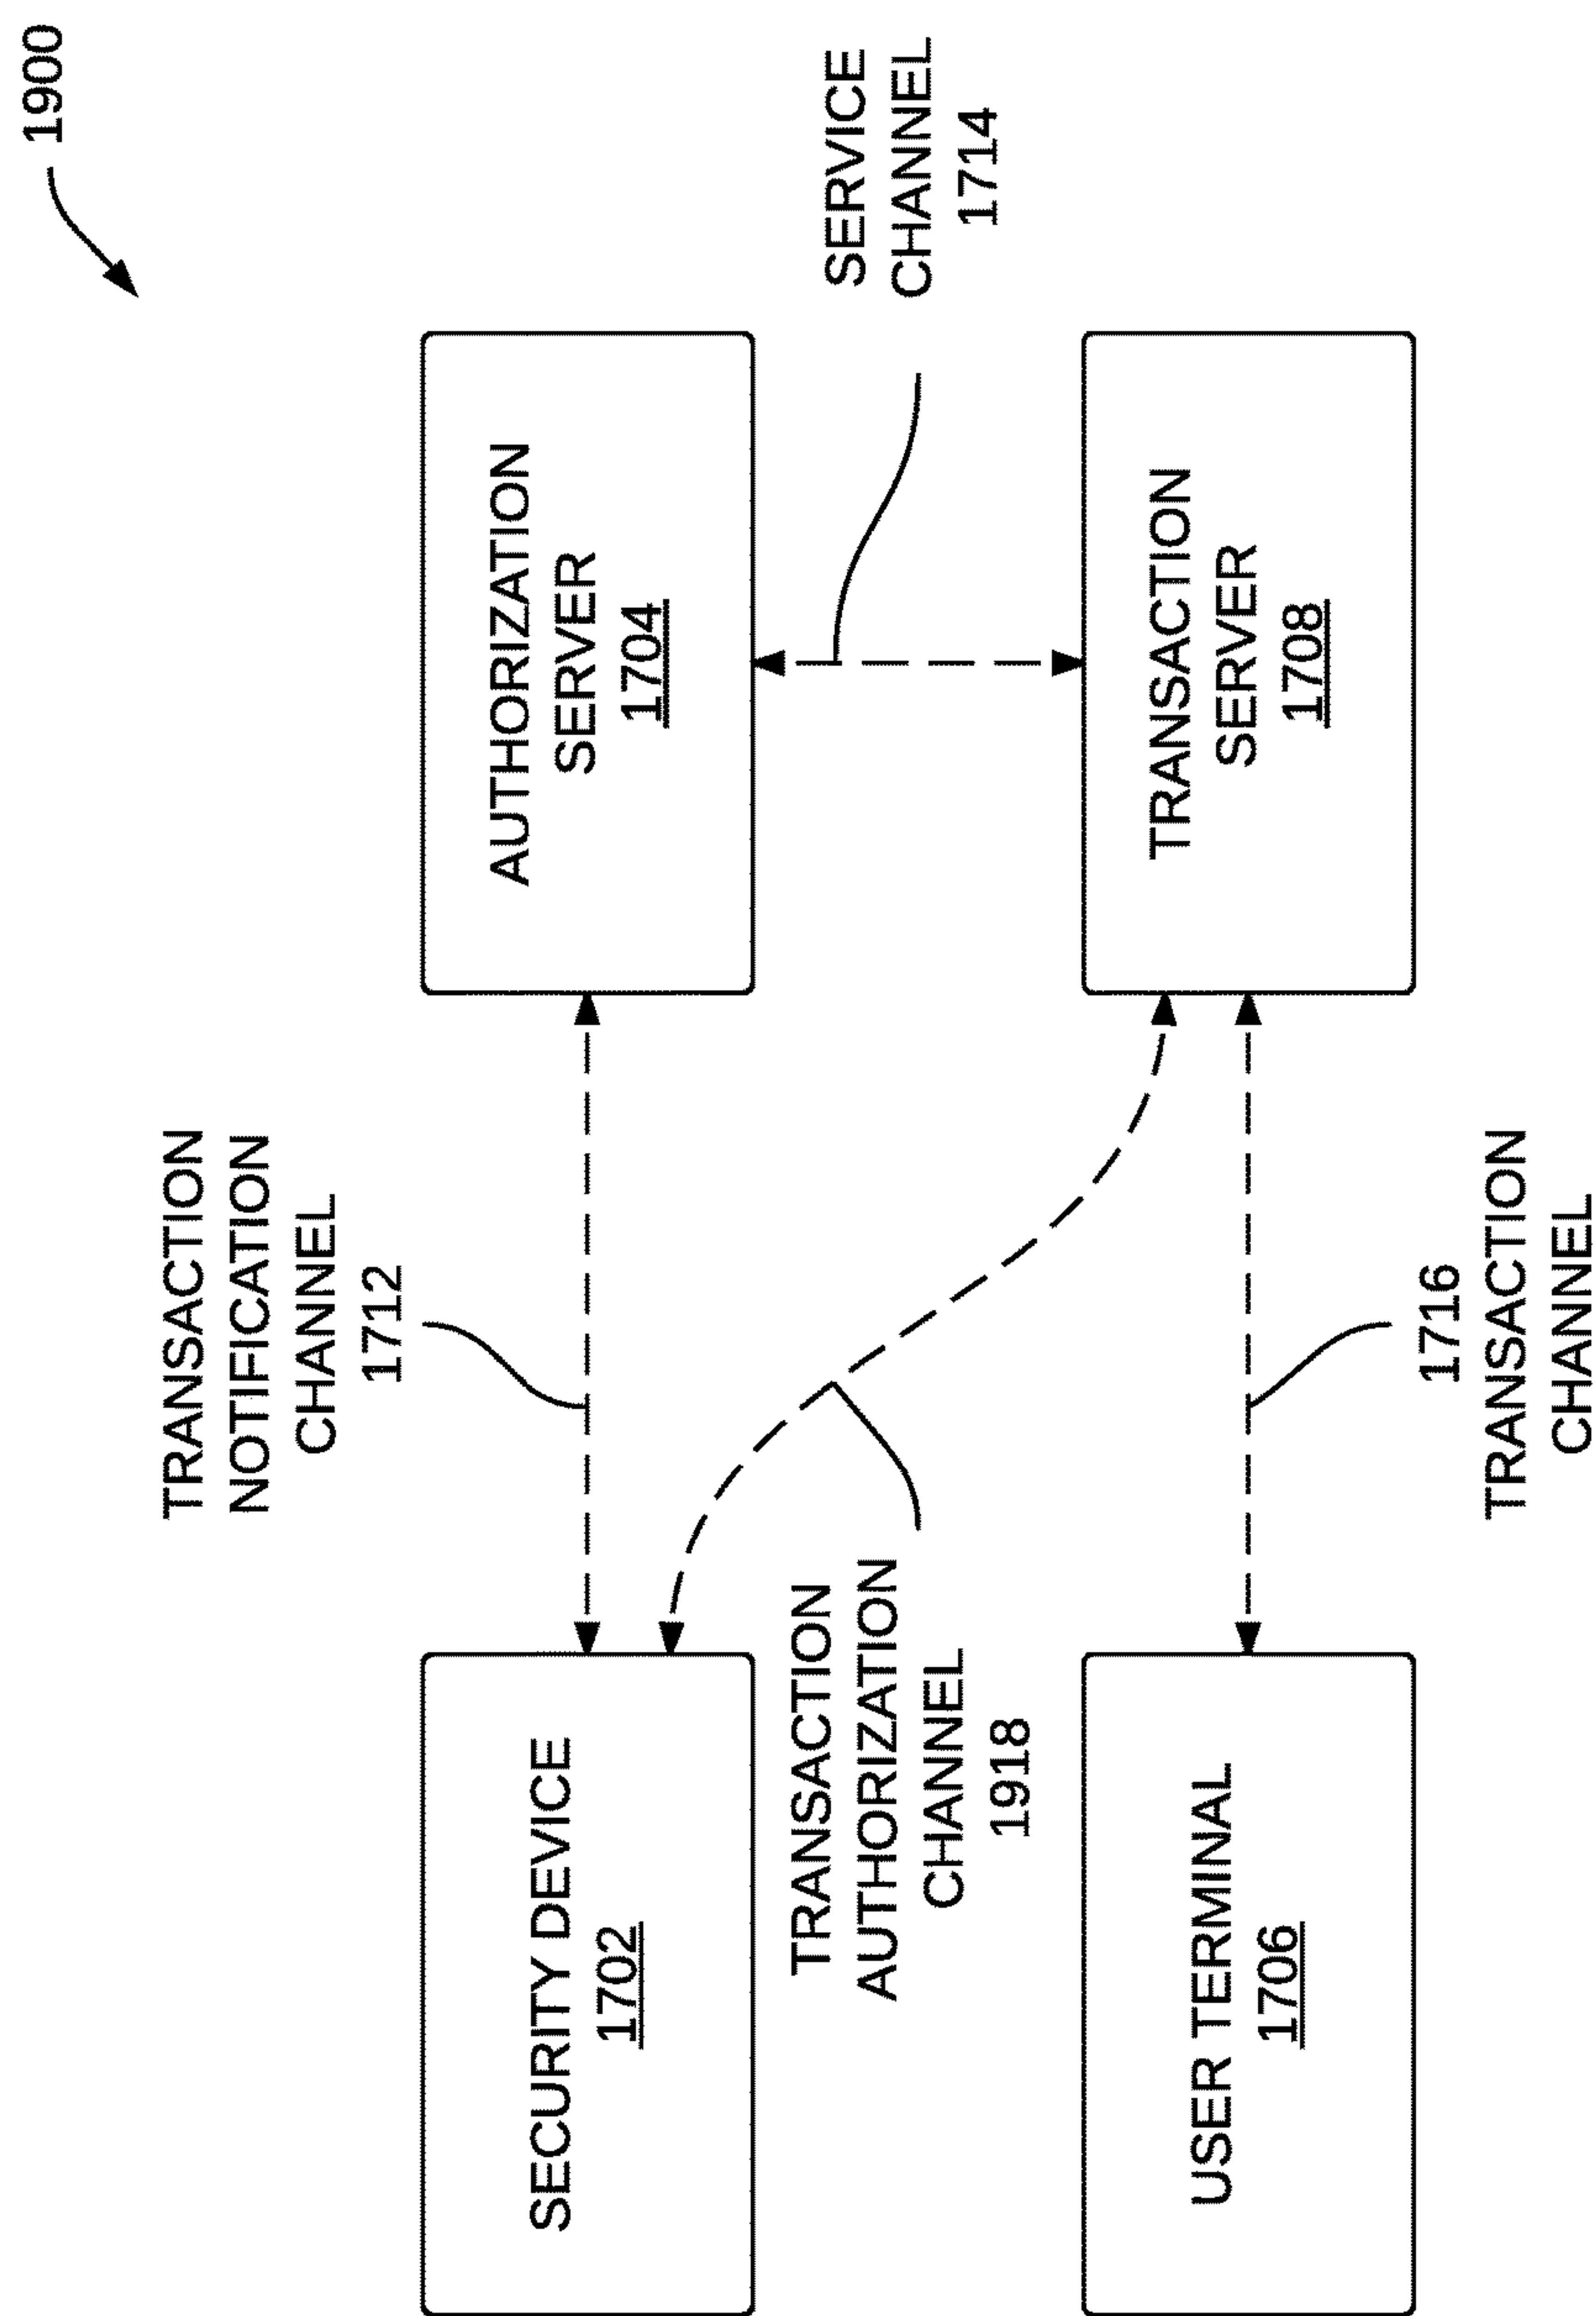 1900
TRANSACTION
NOTIFICATION
CHANNEL
1712
SECURITY DEVICE
1702
AUTHORIZATION
SERVER
1704
TRANSACTION
AUTHORIZATION
CHANNEL
1918
SERVICE
CHANNEL
1714
USER TERMINAL
1706
TRANSACTION
SERVER
1708
1716
TRANSACTION
CHANNEL